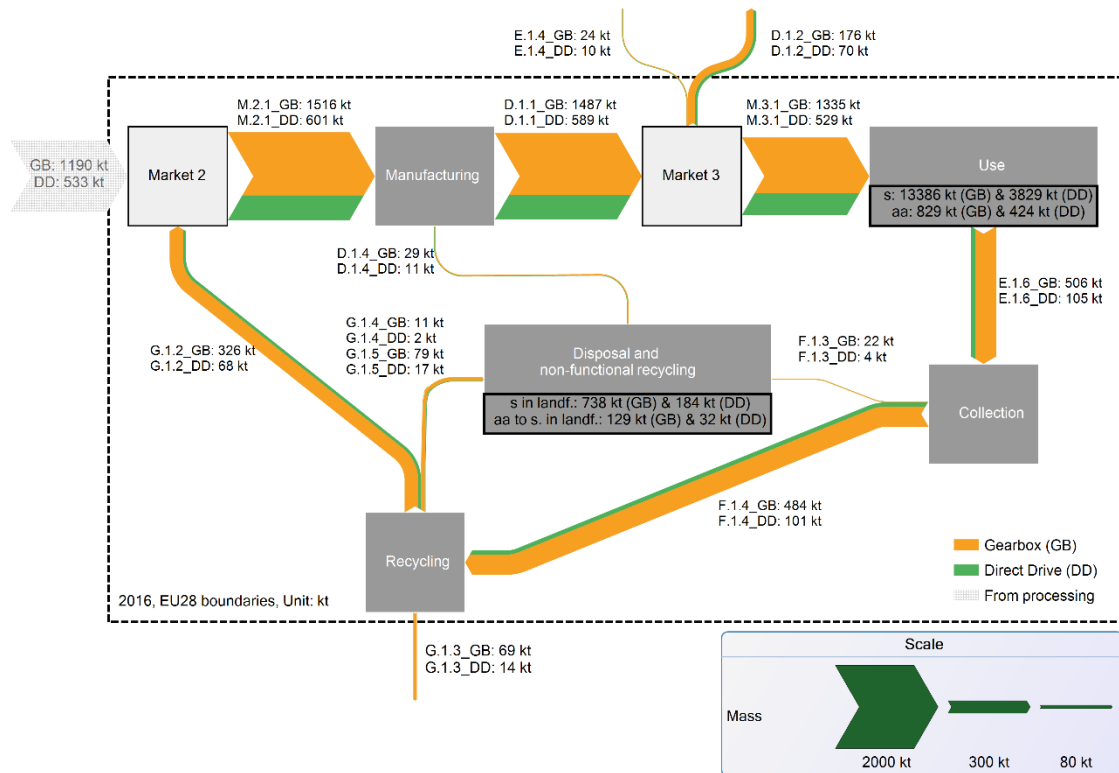 E.1.4_GB: 24 kt
E.1.4_DD: 10 kt
D.1.2_GB: 176 kt
D.1.2_DD: 70 kt
M.2.1_GB: 1516 kt
M.2.1_DD: 601 kt
D.1.1_GB: 1487 kt
D.1.1_DD: 589 kt
M.3.1_GB: 1335 kt
M.3.1_DD: 529 kt
GB: 1190 kt
DD: 533 kt
Market 2
Manufacturing
Market 3
Use
s: 13386 kt (GB) & 3829 kt (DD)
aa: 829 kt (GB) & 424 kt (DD)
D.1.4_GB: 29 kt
D.1.4_DD: 11 kt
E.1.6_GB: 506 kt
E.1.6_DD: 105 kt
G.1.2_GB: 326 kt
G.1.2_DD: 68 kt
G.1.4_GB: 11 kt
G.1.4_DD: 2 kt
G.1.5_GB: 79 kt
G.1.5_DD: 17 kt
Disposal and
non-functional recycling
s in landf.: 738 kt (GB) & 184 kt (DD)
aa to s. in landf.: 129 kt (GB) & 32 kt (DD)
F.1.3_GB: 22 kt
F.1.3_DD: 4 kt
Collection
F.1.4_GB: 484 kt
F.1.4_DD: 101 kt
Recycling
Gearbox (GB)
Direct Drive (DD)
From processing
2016, EU28 boundaries, Unit: kt
G.1.3_GB: 69 kt
G.1.3_DD: 14 kt
Scale
Mass
2000 kt
300 kt
80 kt